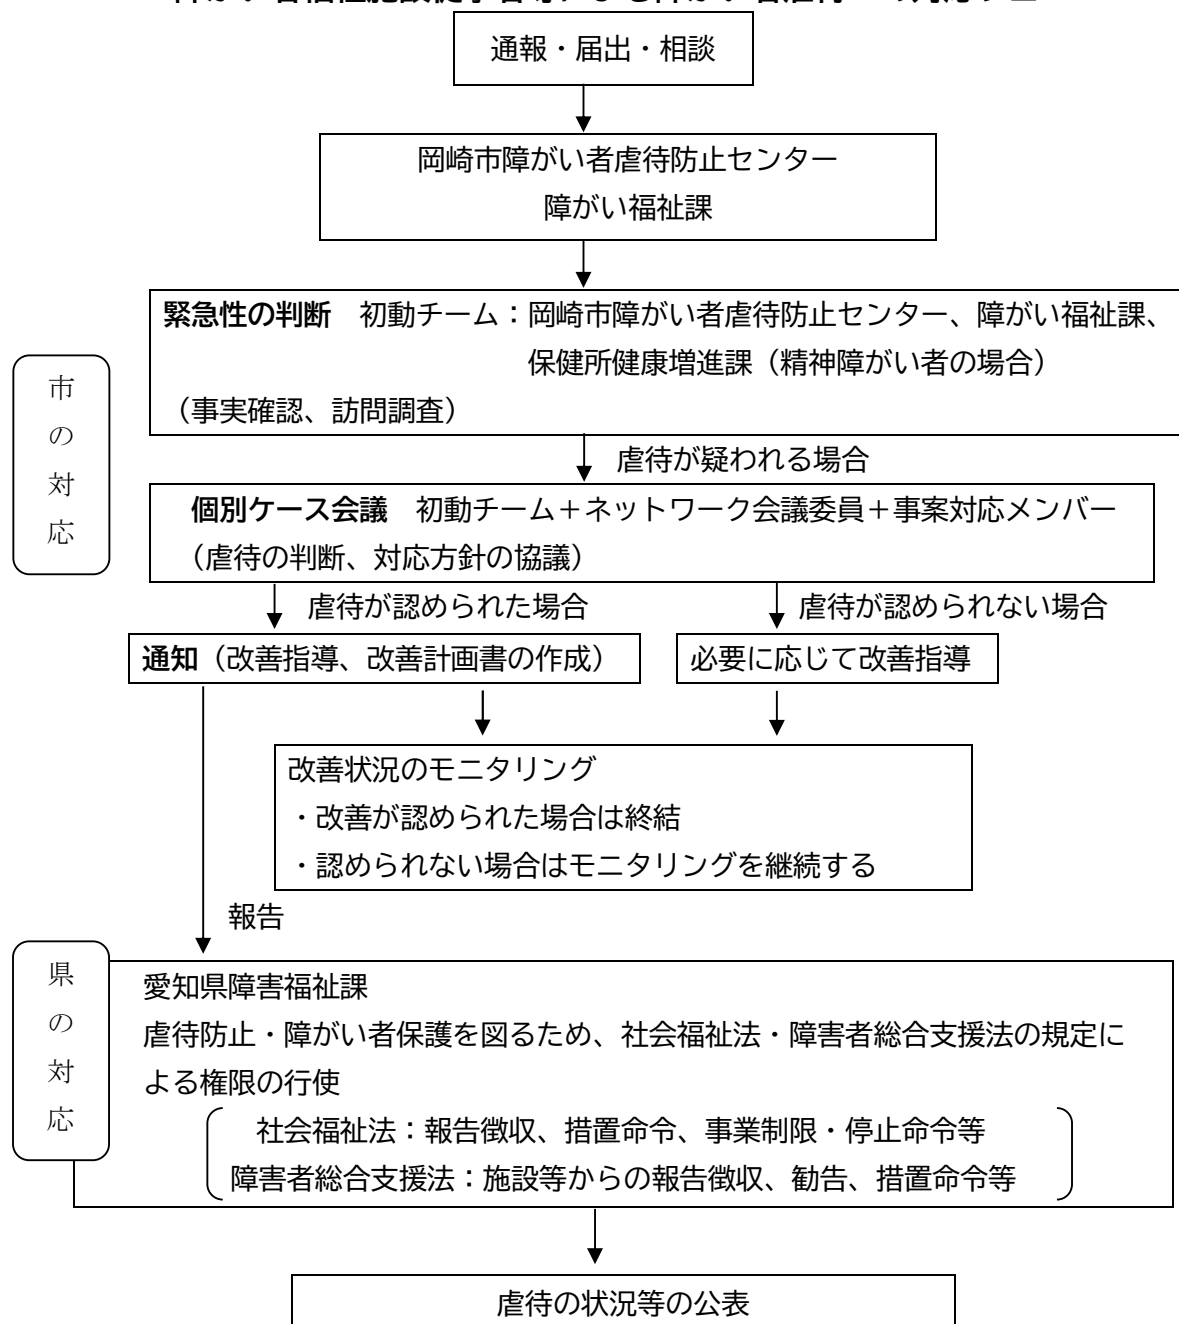 通報・届出・相談
岡崎市障がい者虐待防止センター
障がい福祉課
緊急性の判断　初動チーム：岡崎市障がい者虐待防止センター、障がい福祉課、
保健所健康増進課（精神障がい者の場合）
（事実確認、訪問調査）
市の対応
虐待が疑われる場合
個別ケース会議　初動チーム＋ネットワーク会議委員＋事案対応メンバー
（虐待の判断、対応方針の協議）
虐待が認められた場合
虐待が認められない場合
通知（改善指導、改善計画書の作成）
必要に応じて改善指導
改善状況のモニタリング
・改善が認められた場合は終結
・認められない場合はモニタリングを継続する
報告
県の対応
愛知県障害福祉課
虐待防止・障がい者保護を図るため、社会福祉法・障害者総合支援法の規定に
よる権限の行使
社会福祉法：報告徴収、措置命令、事業制限・停止命令等
障害者総合支援法：施設等からの報告徴収、勧告、措置命令等
虐待の状況等の公表